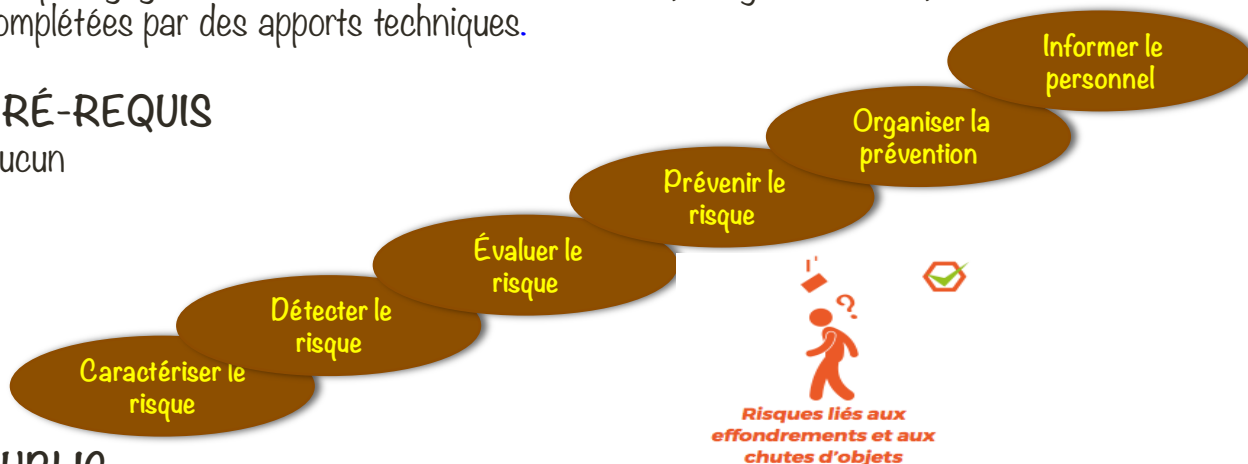 omplétées par des apports techniques.
RÉ-REQUIS
ucun
Informer le
personnel
Organiser la
prévention
Prévenir le
risque
Évaluer le
risque
Détecter le
risque
Caractériser le
risque
Risques liés aux
effondrements et aux
chutes d'objets